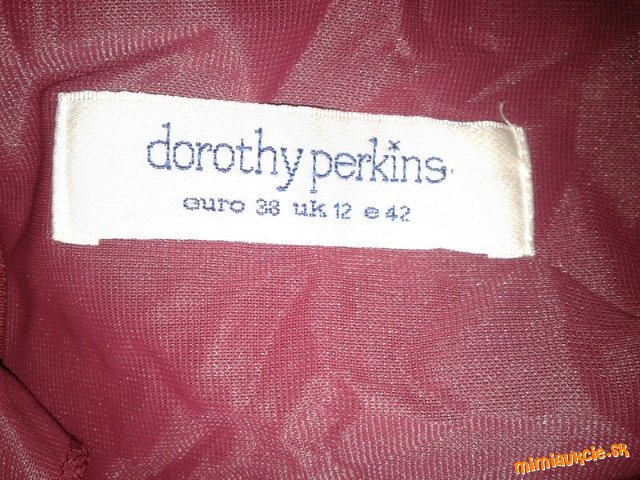 dorothy perkins
euro 38 uk 12 e 42
mimiaukcie.sk